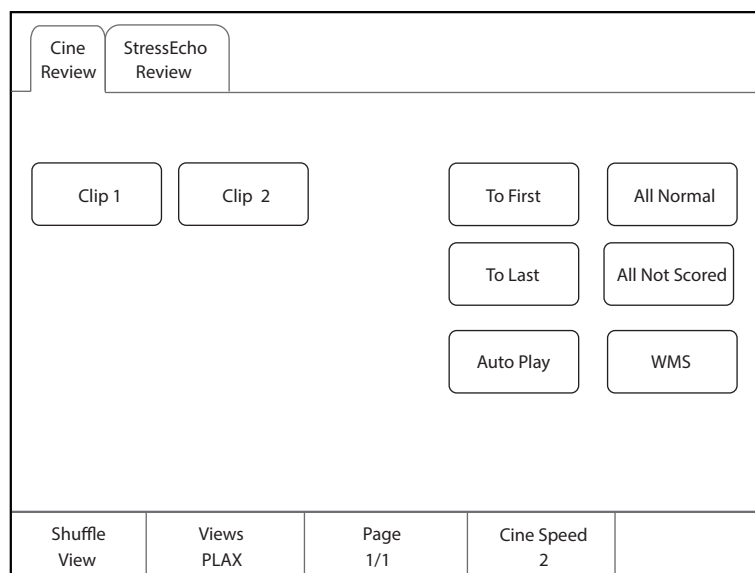 Cine
Review
StressEcho
Review
Clip 1
Clip 2
To First
All Normal
To Last
All Not Scored
Auto Play
WMS
Shuffle
View
Views
PLAX
Page
1/1
Cine Speed
2